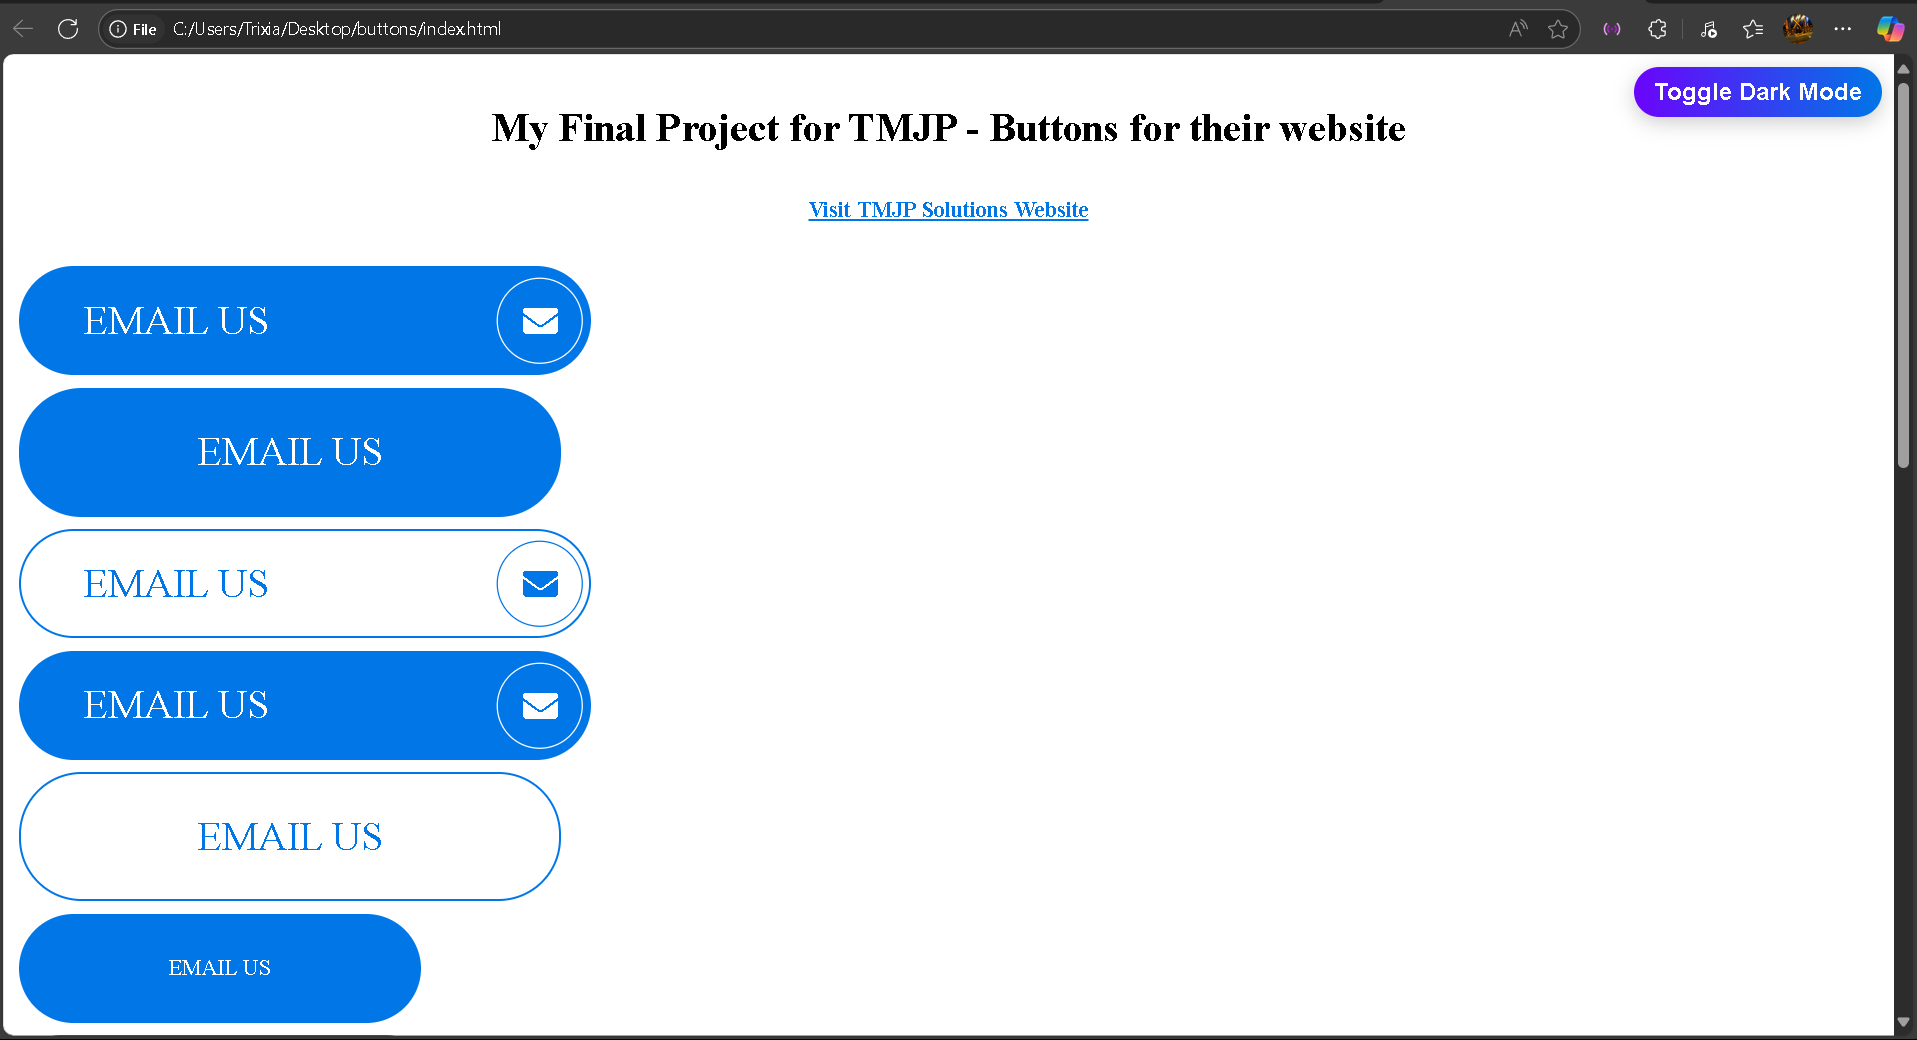 File C:/Users/Trixia/Desktop/buttons/index.html
Toggle Dark Mode
My Final Project for TMJP - Buttons for their website
Visit TMJP Solutions Website
EMAIL US
EMAIL US
EMAIL US
EMAIL US
EMAIL US
EMAIL US